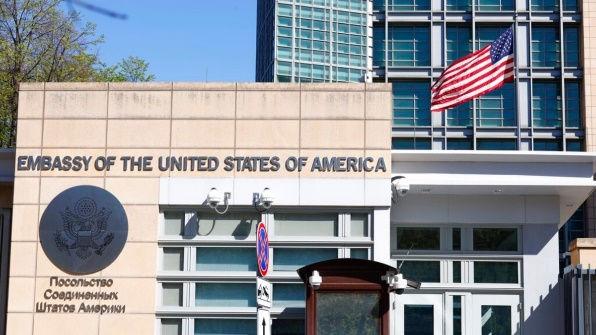 EMBASSY OF THE UNITED STATES OF AMERICA
Посольство
Соединенных
Штатов Америки